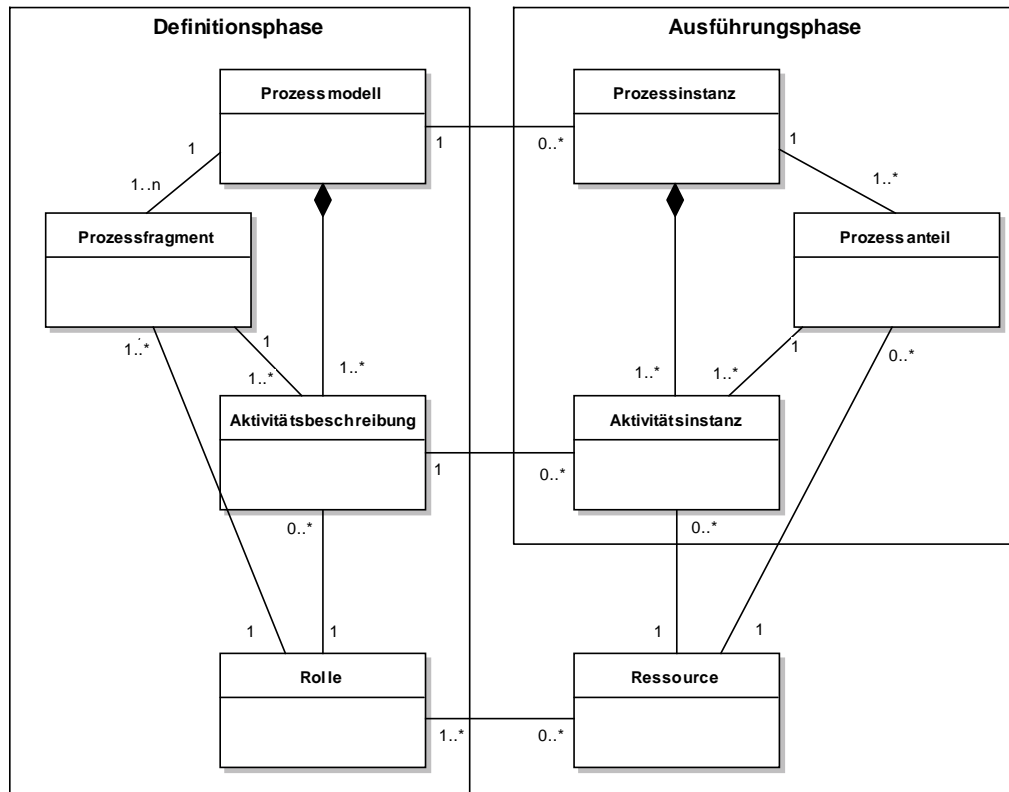 Definitionsphase
Ausführungsphase
Prozessmodell
Prozessinstanz
1
0..*
1
1..n
1
1..*
Prozessfragment
Prozessanteil
1..*
1
1..*
1..*
1..*
1
1..*
0..*
Aktivitätsbeschreibung
Aktivitätsinstanz
1
0..*
0..*
0..*
1
1
1
1
Rolle
Ressource
1..*
0..*